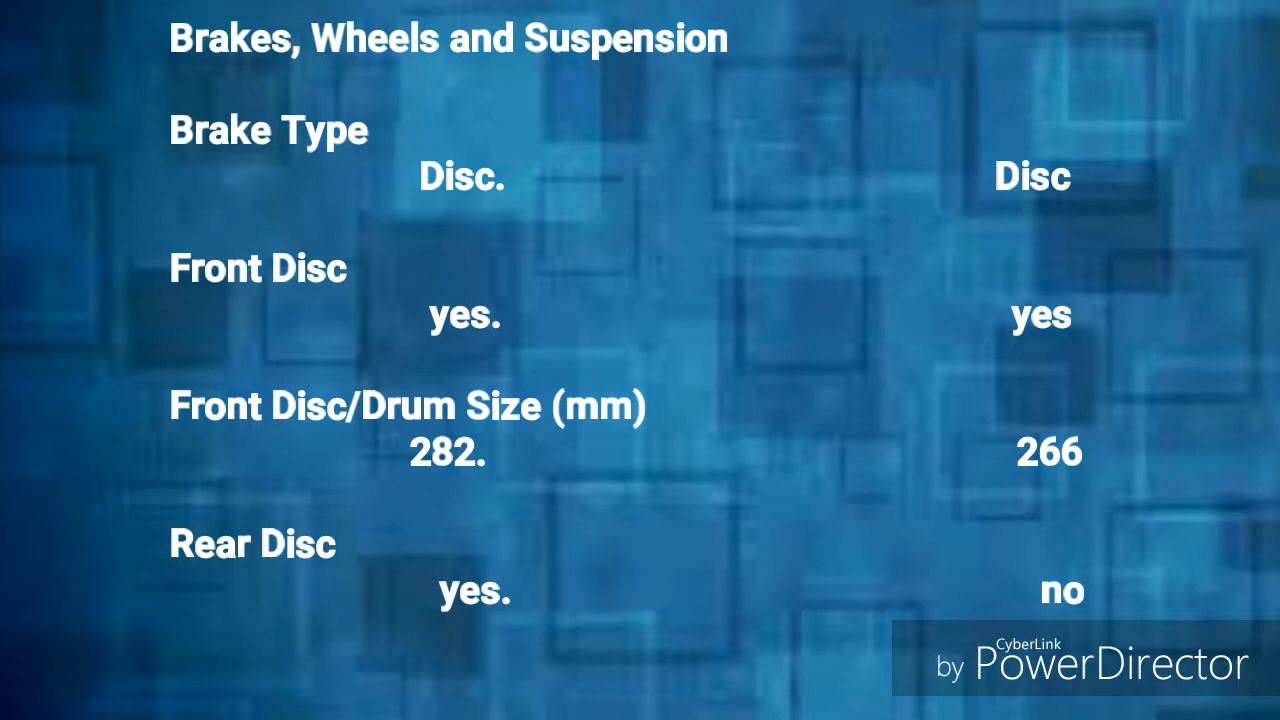 Brakes, Wheels and Suspension
Brake Type
Disc. Disc
Front Disc
yes. yes
Front Disc/Drum Size (mm)
282. 266
Rear Disc
yes. no
CyberLink
by PowerDirector